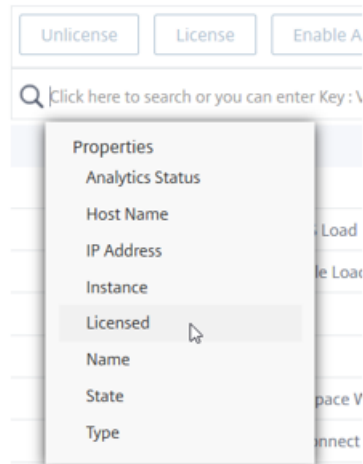 Unlicense License Enable A
Click here to search or you can enter Key : V
Properties
Analytics Status
Host Name
IP Address
Load
Instance
le Load
Licensed
Name
State
pace W
Type
nnect